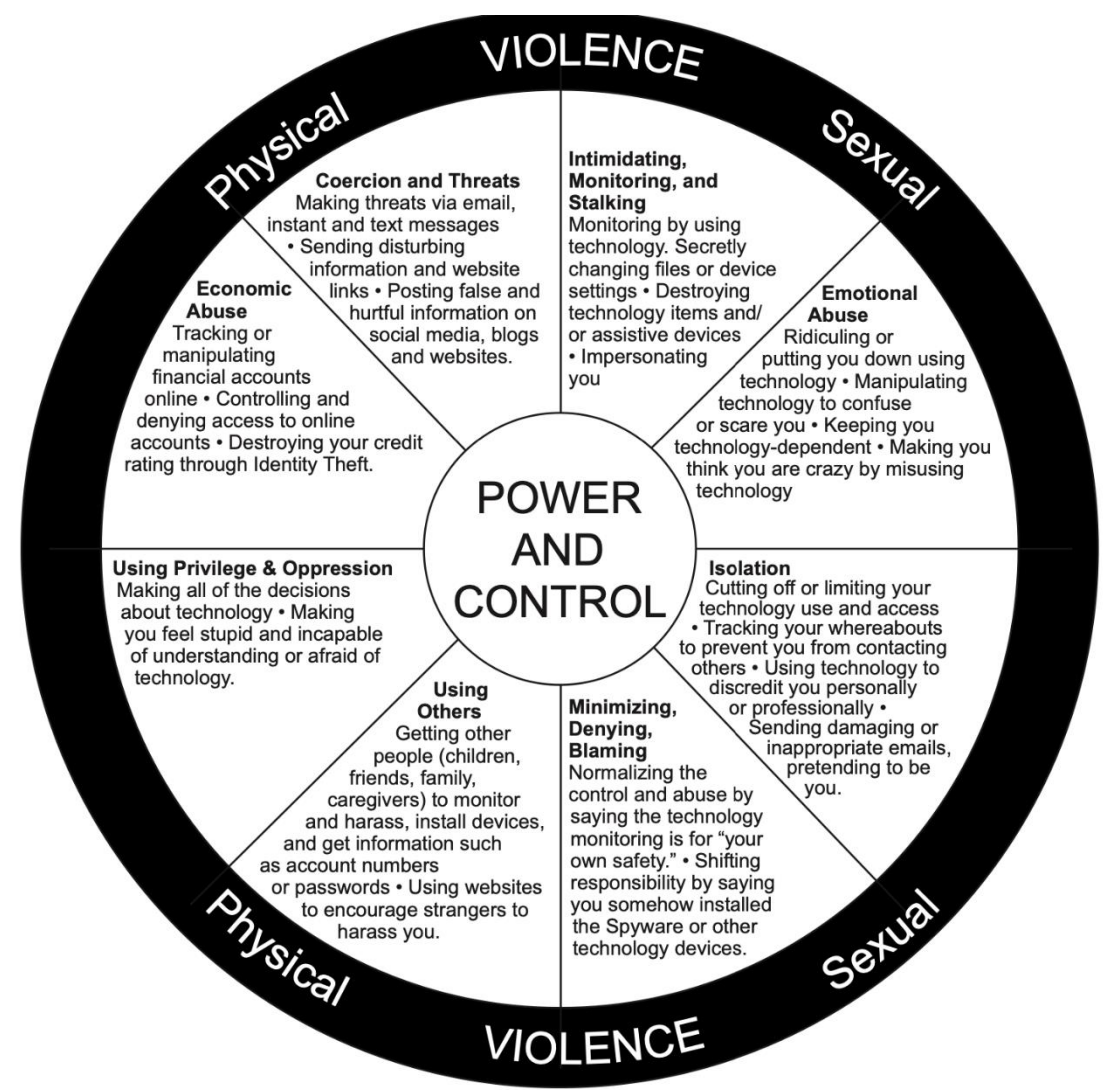 VIOLENCE
Physical
Sexual
Coercion and Threats
Making threats via email,
instant and text messages
• Sending disturbing
information and website
links • Posting false and
hurtful information on
social media, blogs
and websites.
Intimidating,
Monitoring, and
Stalking
Monitoring by using
technology. Secretly
changing files or device
settings • Destroying
technology items and/
or assistive devices
• Impersonating
you
Economic
Abuse
Tracking or
manipulating
financial accounts
online • Controlling and
denying access to online
accounts • Destroying your credit
rating through Identity Theft.
Emotional
Abuse
Ridiculing or
putting you down using
technology • Manipulating
technology to confuse
or scare you • Keeping you
technology-dependent • Making you
think you are crazy by misusing
technology
POWER
AND
CONTROL
Using Privilege & Oppression
Making all of the decisions
about technology • Making
you feel stupid and incapable
of understanding or afraid of
technology.
Isolation
Cutting off or limiting your
technology use and access
• Tracking your whereabouts
to prevent you from contacting
others • Using technology to
discredit you personally
or professionally •
Sending damaging or
inappropriate emails,
pretending to be
you.
Using
Others
Getting other
people (children,
friends, family,
caregivers) to monitor
and harass, install devices,
and get information such
as account numbers
or passwords • Using websites
to encourage strangers to
harass you.
Minimizing,
Denying,
Blaming
Normalizing the
control and abuse by
saying the technology
monitoring is for “your
own safety.” • Shifting
responsibility by saying
you somehow installed
the Spyware or other
technology devices.
Physical
Sexual
VIOLENCE